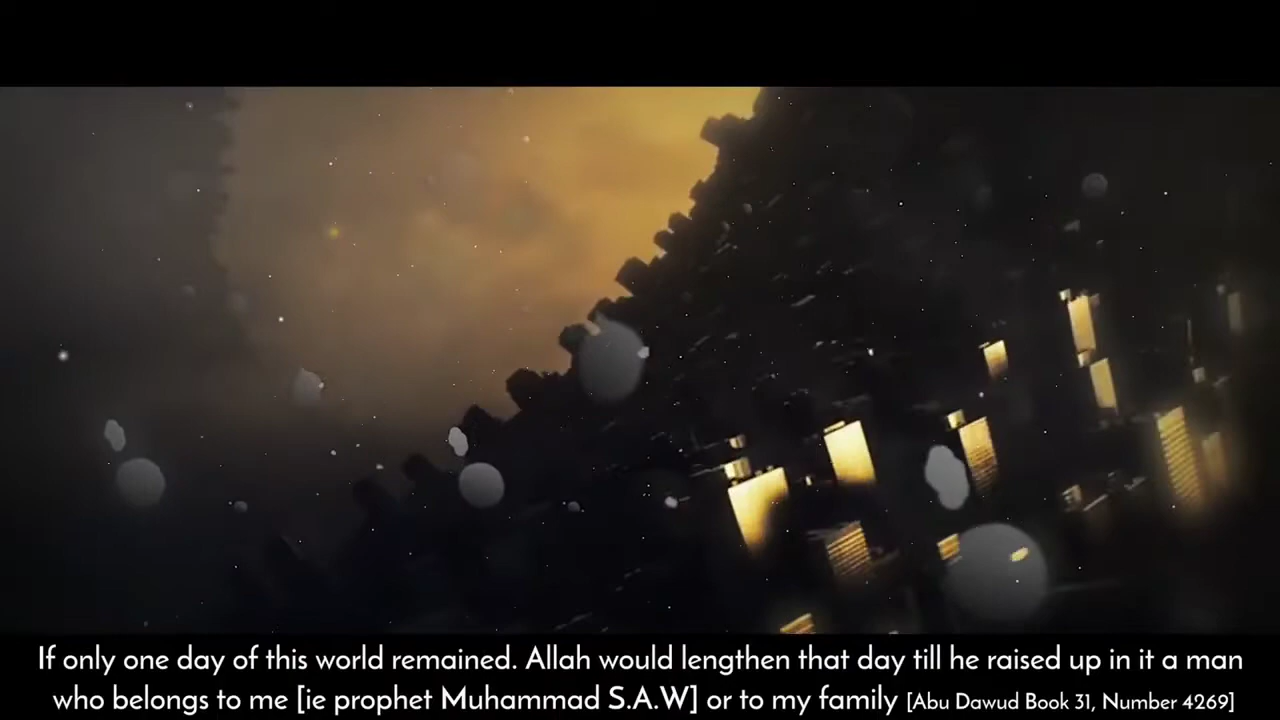 If only one day of this world remained. Allah would lengthen that day till he raised up in it a man
who belongs to me [ie prophet Muhammad S.A.W] or to my family [Abu Dawud Book 31, Number 4269]